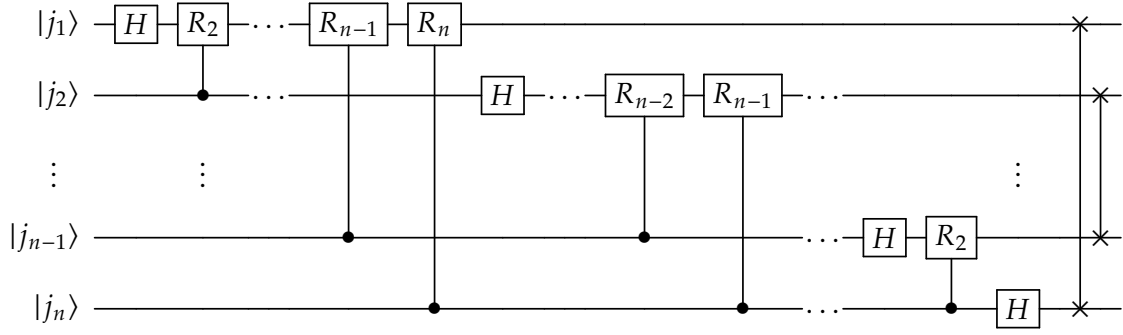 |j₁⟩ H R₂ ··· Rₙ₋₁ Rₙ
|j₂⟩ ··· H ··· Rₙ₋₂ Rₙ₋₁ ···
⋮ ⋮ ⋮
|jₙ₋₁⟩ ··· H R₂
|jₙ⟩ ··· H